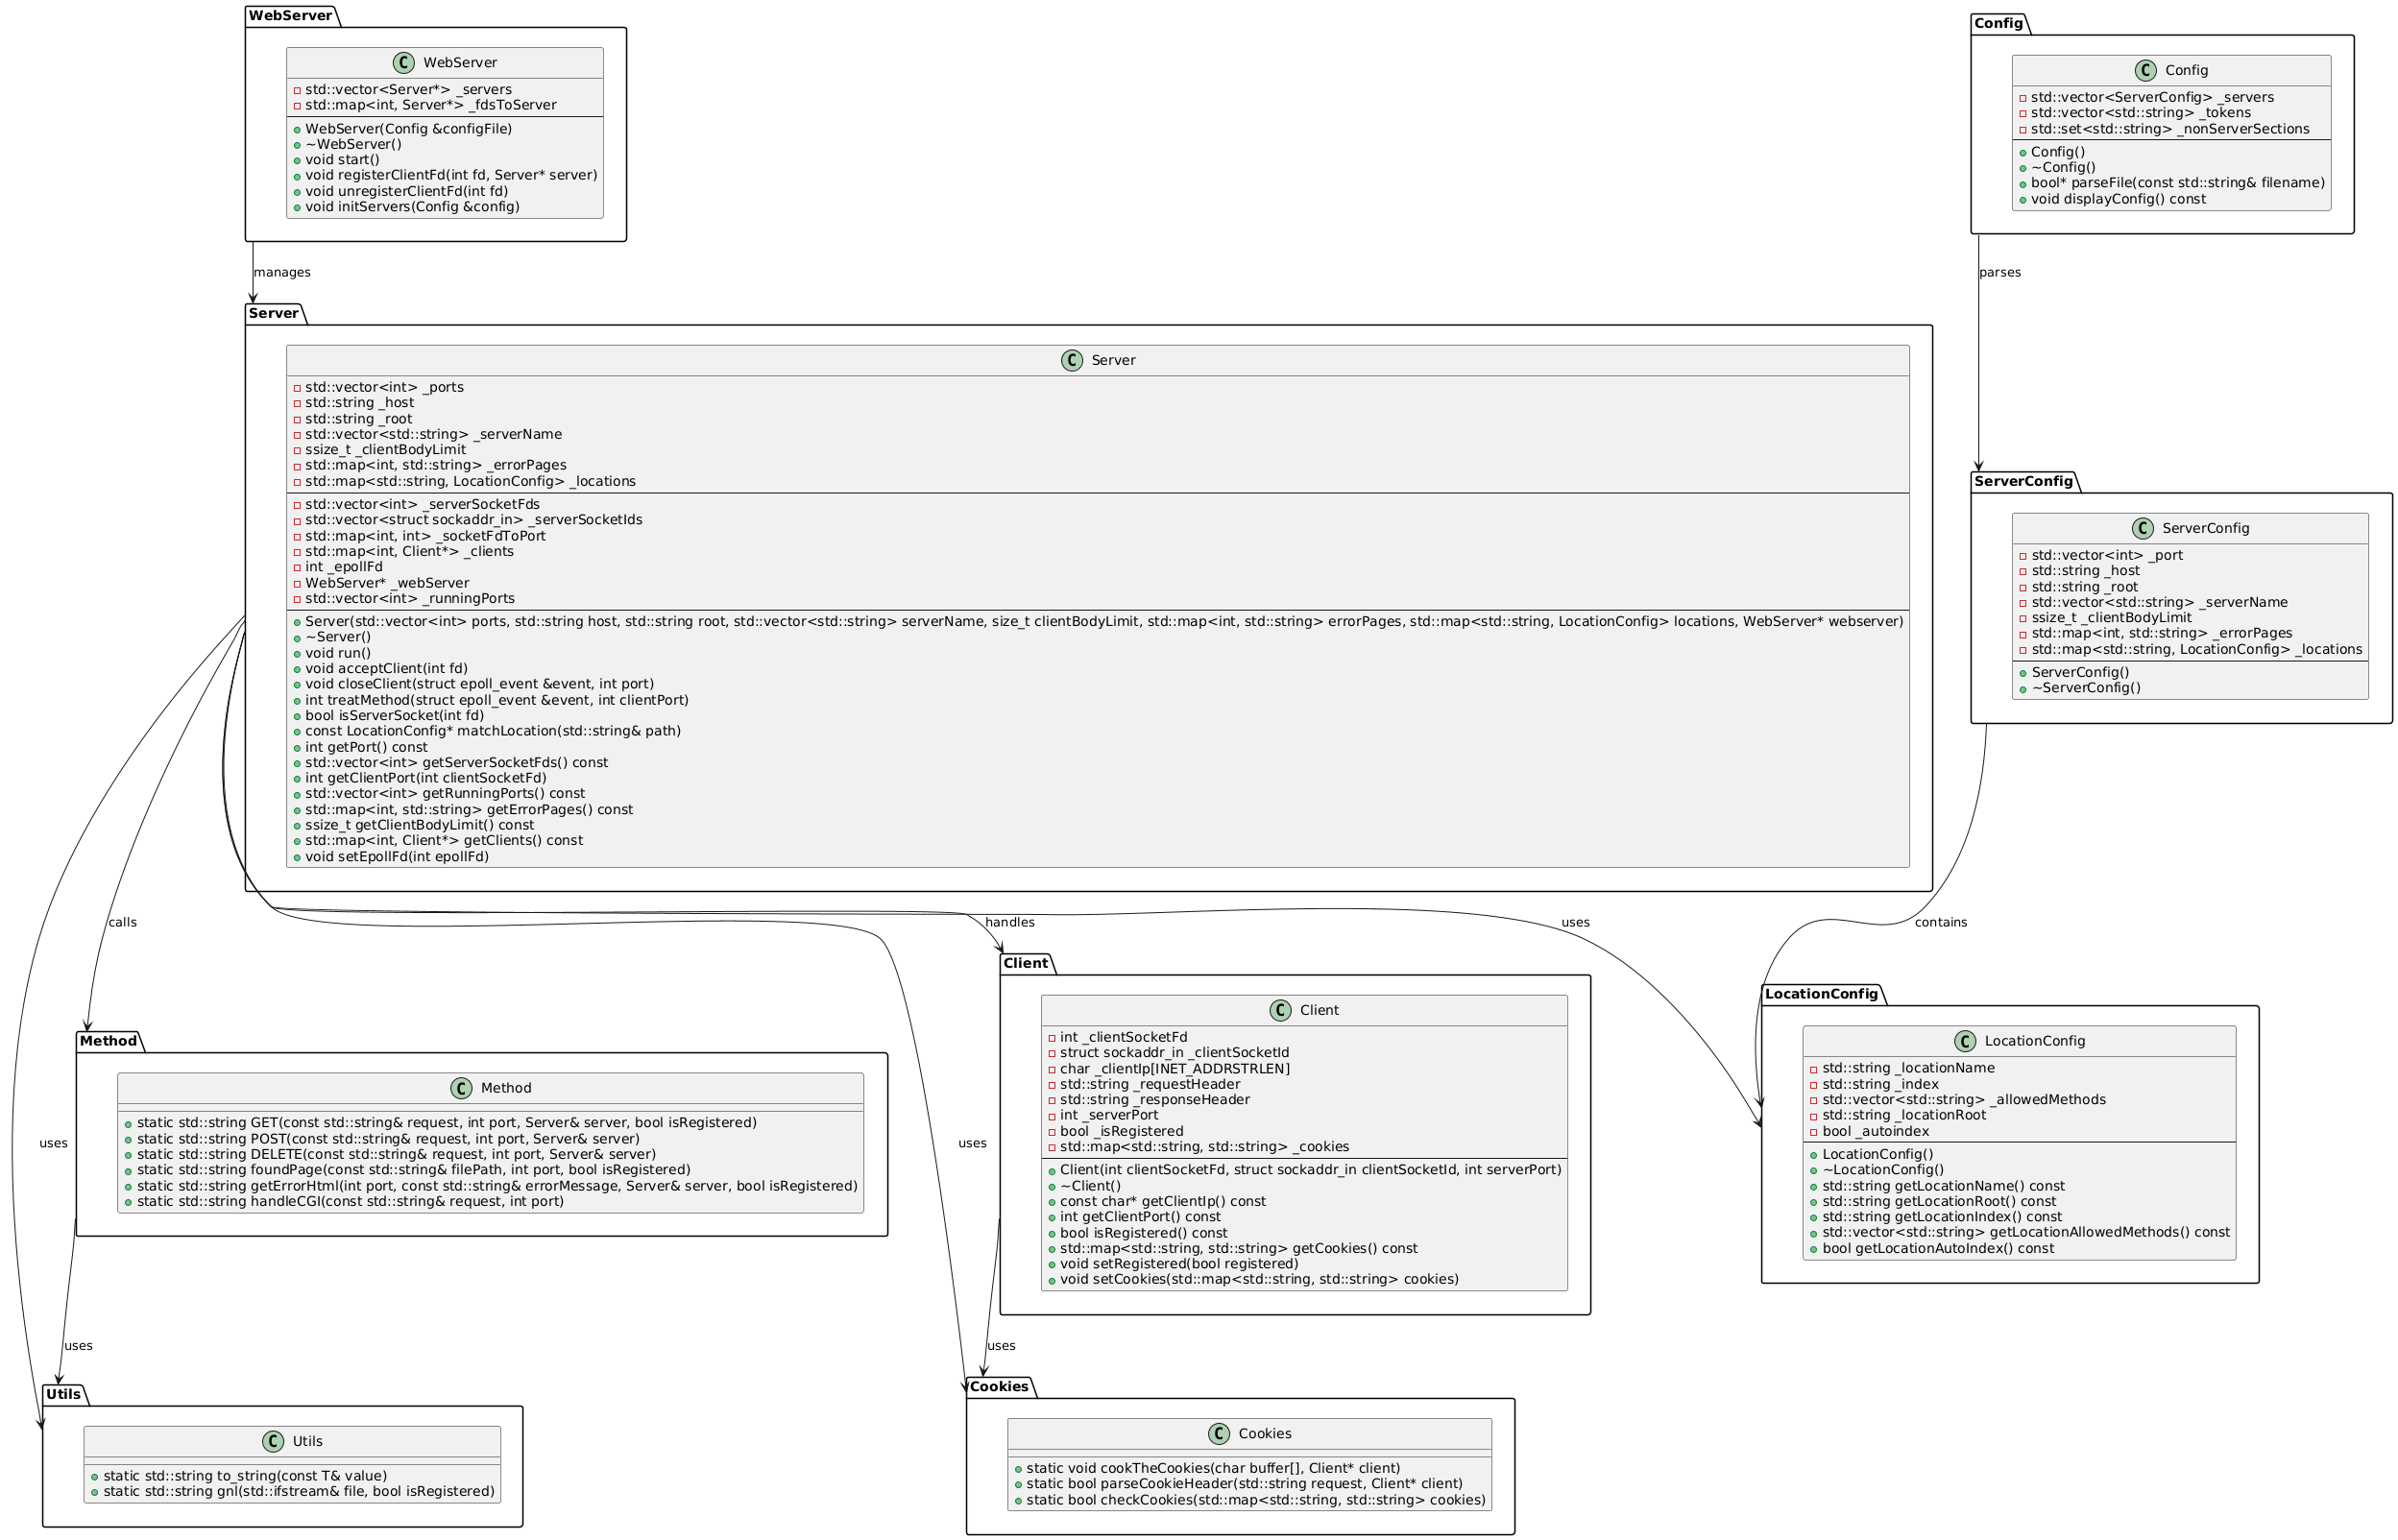 WebServer
C WebServer
std::vector<Server*> _servers
std::map<int, Server*> _fdsToServer
WebServer(Config &configFile)
~WebServer()
void start()
void registerClientFd(int fd, Server* server)
void unregisterClientFd(int fd)
void initServers(Config &config)
Config
C Config
std::vector<ServerConfig> _servers
std::vector<std::string> _tokens
std::set<std::string> _nonServerSections
Config()
~Config()
bool* parseFile(const std::string& filename)
void displayConfig() const
manages
parses
Server
C Server
std::vector<int> _ports
std::string _host
std::string _root
std::vector<std::string> _serverName
ssize_t _clientBodyLimit
std::map<int, std::string> _errorPages
std::map<std::string, LocationConfig> _locations
std::vector<int> _serverSocketFds
std::vector<struct sockaddr_in> _serverSocketIds
std::map<int, int> _socketFdToPort
std::map<int, Client*> _clients
int _epollFd
WebServer* _webServer
std::vector<int> _runningPorts
Server(std::vector<int> ports, std::string host, std::string root, std::vector<std::string> serverName, size_t clientBodyLimit, std::map<int, std::string> errorPages, std::map<std::string, LocationConfig> locations, WebServer* webserver)
~Server()
void run()
void acceptClient(int fd)
void closeClient(struct epoll_event &event, int port)
int treatMethod(struct epoll_event &event, int clientPort)
bool isServerSocket(int fd)
const LocationConfig* matchLocation(std::string& path)
int getPort() const
std::vector<int> getServerSocketFds() const
int getClientPort(int clientSocketFd)
std::vector<int> getRunningPorts() const
std::map<int, std::string> getErrorPages() const
ssize_t getClientBodyLimit() const
std::map<int, Client*> getClients() const
void setEpollFd(int epollFd)
ServerConfig
C ServerConfig
std::vector<int> _port
std::string _host
std::string _root
std::vector<std::string> _serverName
ssize_t _clientBodyLimit
std::map<int, std::string> _errorPages
std::map<std::string, LocationConfig> _locations
ServerConfig()
~ServerConfig()
calls
handles
uses
contains
Method
C Method
static std::string GET(const std::string& request, int port, Server& server, bool isRegistered)
static std::string POST(const std::string& request, int port, Server& server)
static std::string DELETE(const std::string& request, int port, Server& server)
static std::string foundPage(const std::string& filePath, int port, bool isRegistered)
static std::string getErrorHtml(int port, const std::string& errorMessage, Server& server, bool isRegistered)
static std::string handleCGI(const std::string& request, int port)
Client
C Client
int _clientSocketFd
struct sockaddr_in _clientSocketId
char _clientIp[INET_ADDRSTRLEN]
std::string _requestHeader
std::string _responseHeader
int _serverPort
bool _isRegistered
std::map<std::string, std::string> _cookies
Client(int clientSocketFd, struct sockaddr_in clientSocketId, int serverPort)
~Client()
const char* getClientIp() const
int getClientPort() const
bool isRegistered() const
std::map<std::string, std::string> getCookies() const
void setRegistered(bool registered)
void setCookies(std::map<std::string, std::string> cookies)
LocationConfig
C LocationConfig
std::string _locationName
std::string _index
std::vector<std::string> _allowedMethods
std::string _locationRoot
bool _autoindex
LocationConfig()
~LocationConfig()
std::string getLocationName() const
std::string getLocationRoot() const
std::string getLocationIndex() const
std::vector<std::string> getLocationAllowedMethods() const
bool getLocationAutoIndex() const
uses
uses
uses
uses
Utils
C Utils
static std::string to_string(const T& value)
static std::string gnl(std::ifstream& file, bool isRegistered)
Cookies
C Cookies
static void cookTheCookies(char buffer[], Client* client)
static bool parseCookieHeader(std::string request, Client* client)
static bool checkCookies(std::map<std::string, std::string> cookies)